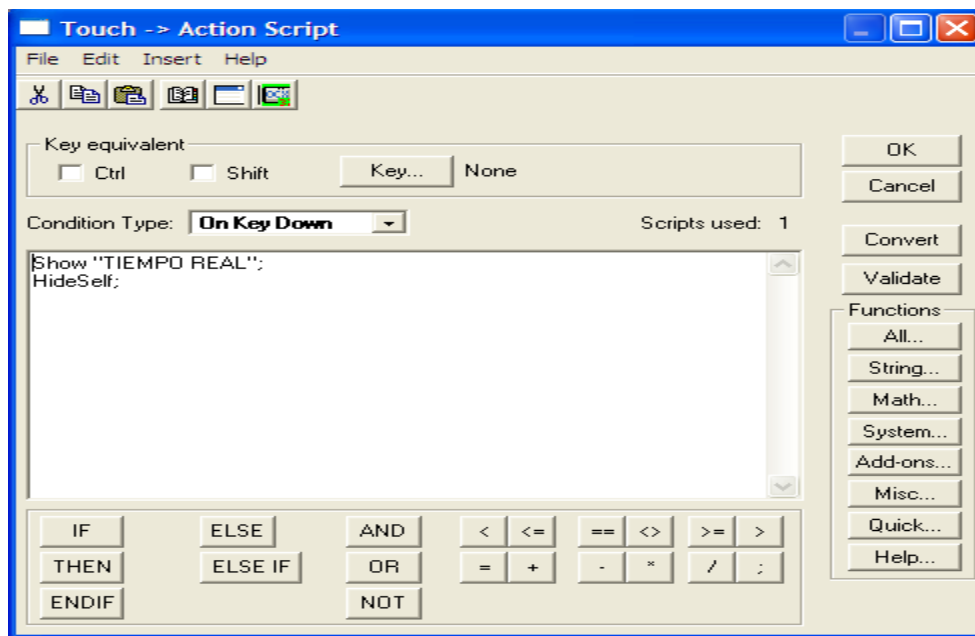 Touch -> Action Script
File Edit Insert Help
Key equivalent
Ctrl Shift Key... None
OK
Cancel
Condition Type: On Key Down Scripts used: 1
Convert
Validate
Show "TIEMPO REAL";
HideSelf;
Functions
All...
String...
Math...
System...
Add-ons...
Misc...
Quick...
Help...
IF ELSE AND < <= == <> >= >
THEN ELSE IF OR = + - * / ;
ENDIF NOT